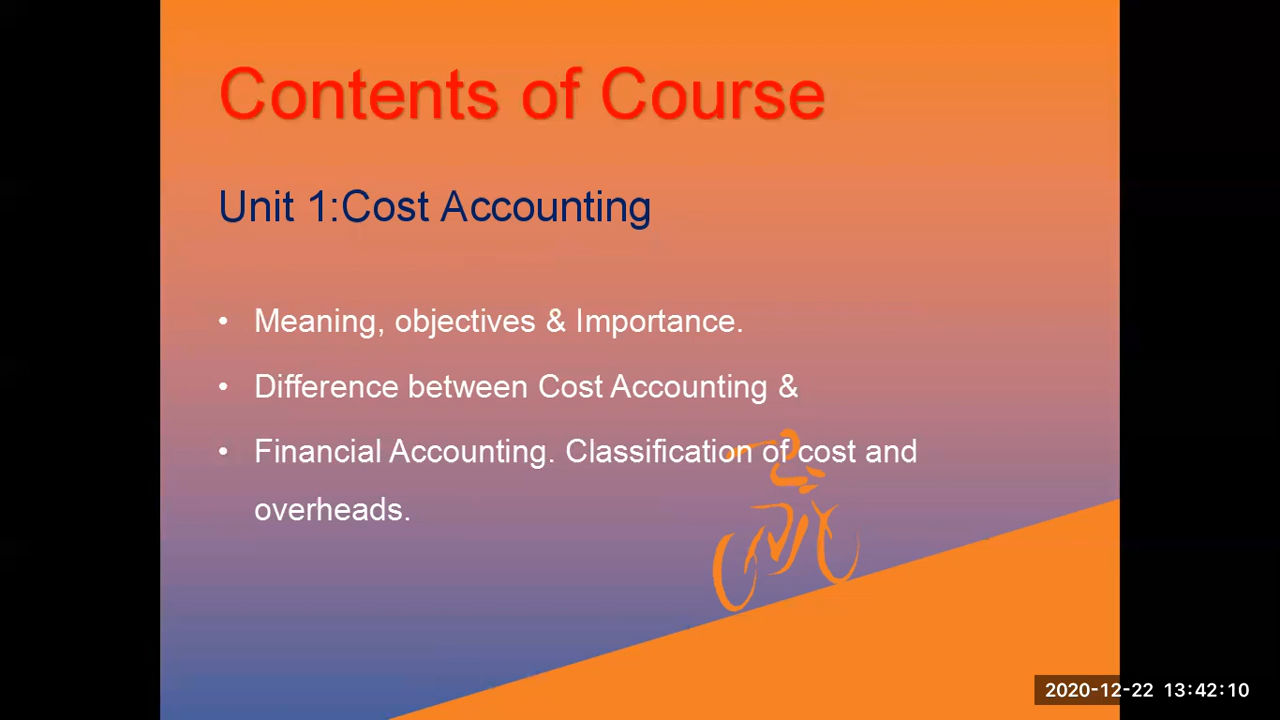 Contents of Course
Unit 1:Cost Accounting
• Meaning, objectives & Importance.
• Difference between Cost Accounting &
• Financial Accounting. Classification of cost and
overheads.
2020-12-22 13:42:10